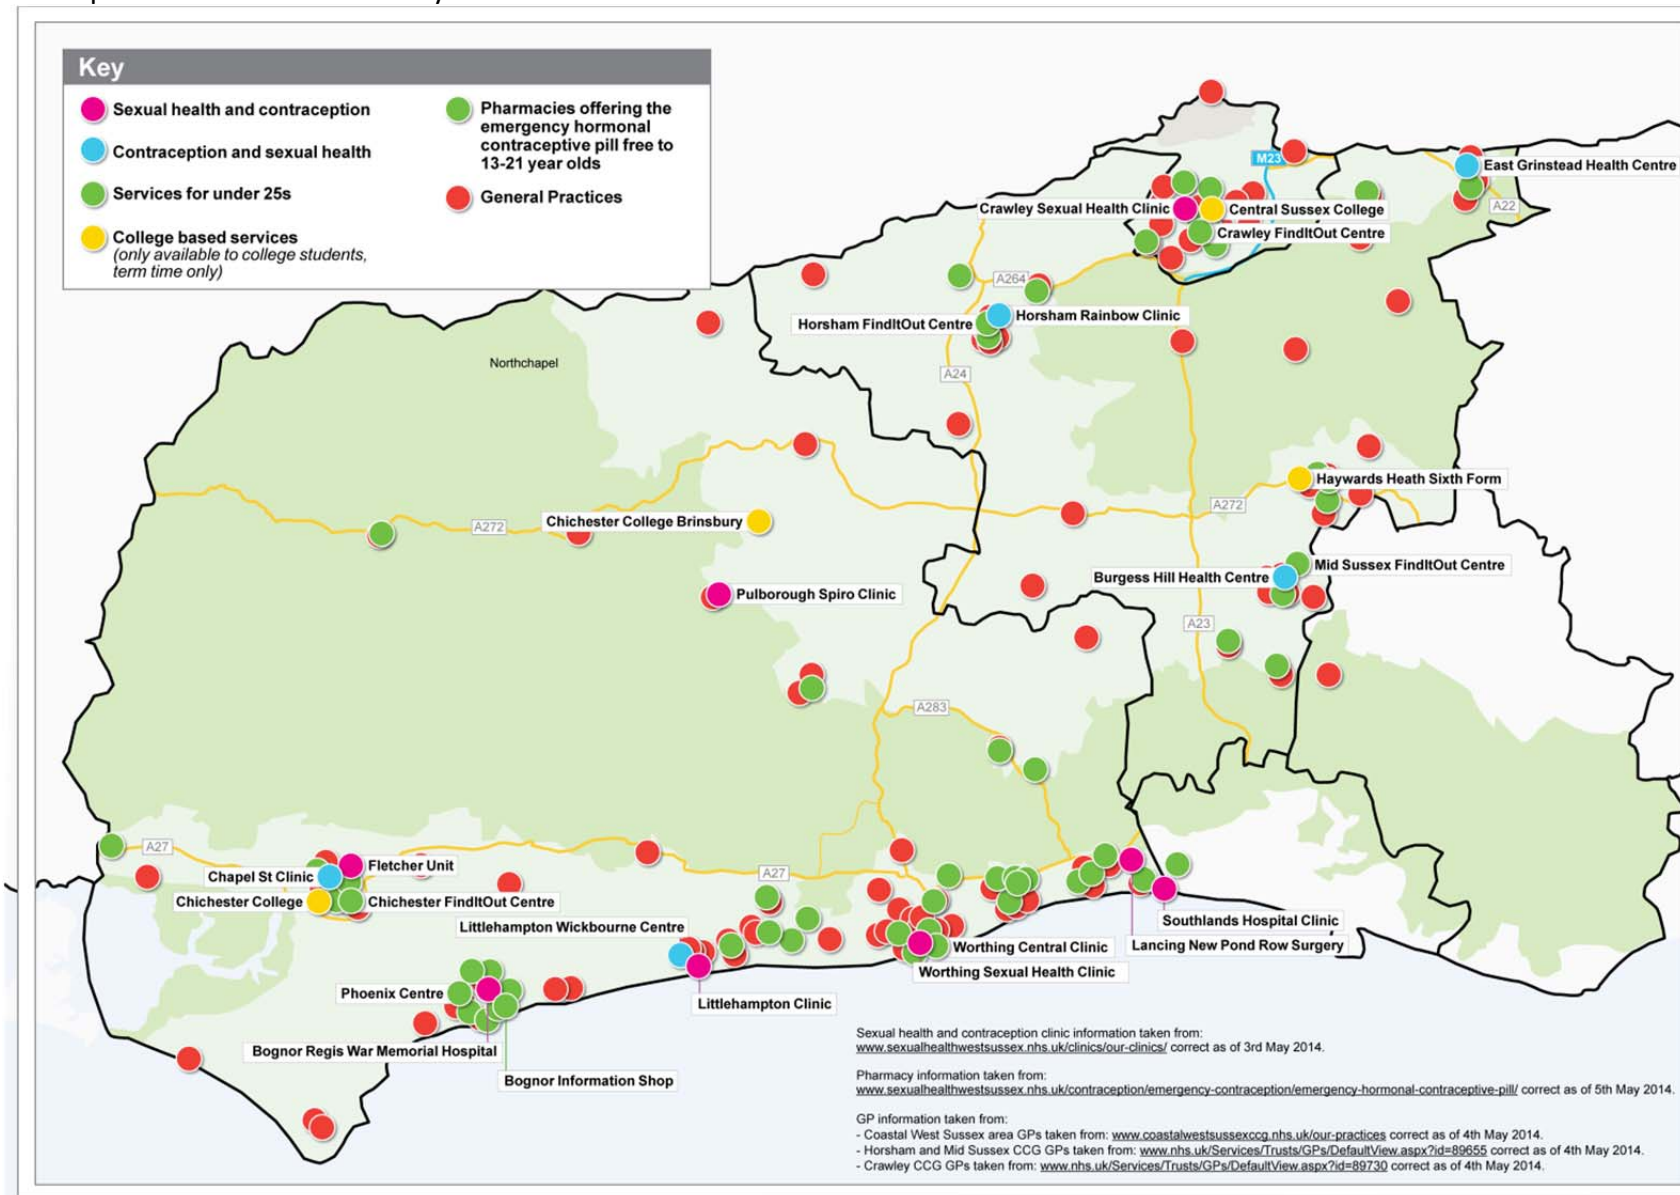 Key
Sexual health and contraception
Contraception and sexual health
Services for under 25s
College based services
(only available to college students,
term time only)
Pharmacies offering the
emergency hormonal
contraceptive pill free to
13-21 year olds
General Practices
M23
East Grinstead Health Centre
A22
Crawley Sexual Health Clinic
Central Sussex College
Crawley FindItOut Centre
A264
Horsham FindItOut Centre
Horsham Rainbow Clinic
Northchapel
A24
Haywards Heath Sixth Form
A272
A272
Chichester College Brinsbury
Mid Sussex FindItOut Centre
Burgess Hill Health Centre
Pulborough Spiro Clinic
A23
A283
A27
Fletcher Unit
Chapel St Clinic
A27
Chichester College
Chichester FindItOut Centre
Littlehampton Wickbourne Centre
Southlands Hospital Clinic
Worthing Central Clinic
Lancing New Pond Row Surgery
Worthing Sexual Health Clinic
Phoenix Centre
Littlehampton Clinic
Bognor Regis War Memorial Hospital
Bognor Information Shop
Sexual health and contraception clinic information taken from:
www.sexualhealthwestsussex.nhs.uk/clinics/our-clinics/ correct as of 3rd May 2014.
Pharmacy information taken from:
www.sexualhealthwestsussex.nhs.uk/contraception/emergency-contraception/emergency-hormonal-contraceptive-pill/ correct as of 5th May 2014.
GP information taken from:
- Coastal West Sussex area GPs taken from: www.coastalwestsussexccg.nhs.uk/our-practices correct as of 4th May 2014.
- Horsham and Mid Sussex CCG GPs taken from: www.nhs.uk/Services/Trusts/GPs/DefaultView.aspx?id=89655 correct as of 4th May 2014.
- Crawley CCG GPs taken from: www.nhs.uk/Services/Trusts/GPs/DefaultView.aspx?id=89730 correct as of 4th May 2014.